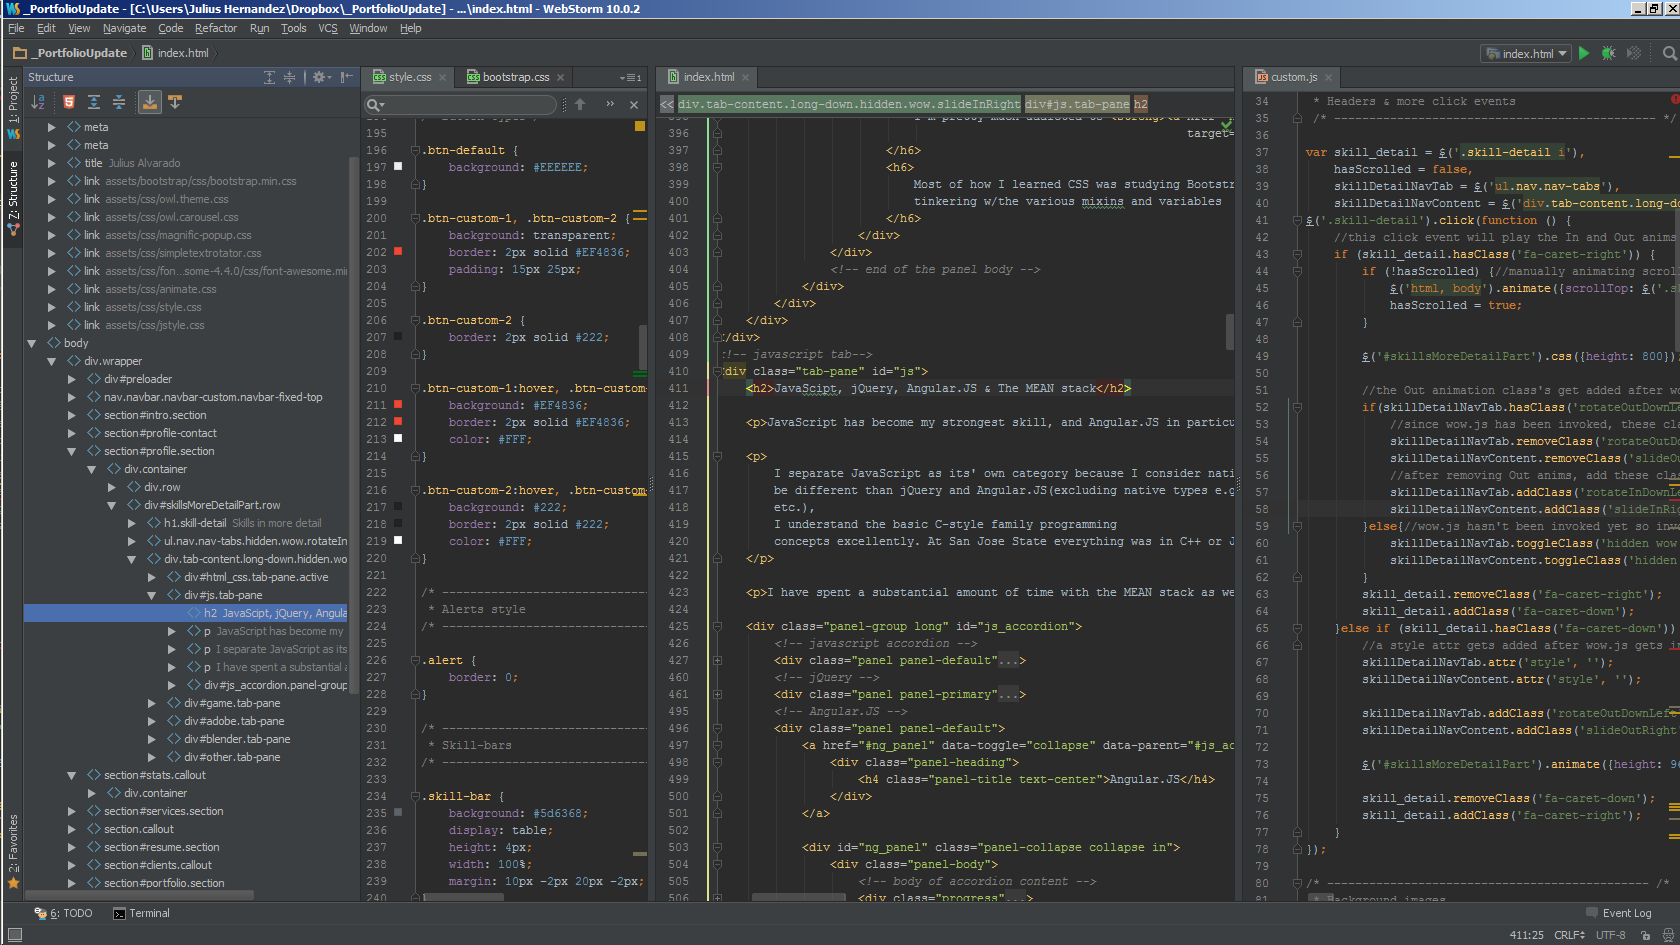 _PortfolioUpdate - [C:\Users\Julius Hernandez\Dropbox\_PortfolioUpdate] - ...\index.html - WebStorm 10.0.2
File Edit View Navigate Code Refactor Run Tools VCS Window Help
_PortfolioUpdate index.html
index.html
1: Project
Z: Structure
2: Favorites
Structure
meta
meta
title Julius Alvarado
link assets/bootstrap/css/bootstrap.min.css
link assets/css/owl.theme.css
link assets/css/owl.carousel.css
link assets/css/magnific-popup.css
link assets/css/simpletextrotator.css
link assets/css/fon...some-4.4.0/css/font-awesome.mi
link assets/css/animate.css
link assets/css/style.css
link assets/css/jstyle.css
body
div.wrapper
div#preloader
nav.navbar.navbar-custom.navbar-fixed-top
section#intro.section
section#profile-contact
section#profile.section
div.container
div.row
div#skillsMoreDetailPart.row
h1.skill-detail Skills in more detail
ul.nav.nav-tabs.hidden.wow.rotateIn
div.tab-content.long-down.hidden.wo
div#html_css.tab-pane.active
div#js.tab-pane
h2 JavaScipt, jQuery, Angula
p JavaScript has become my
p I separate JavaScript as its
p I have spent a substantial a
div#js_accordion.panel-group
div#game.tab-pane
div#adobe.tab-pane
div#blender.tab-pane
div#other.tab-pane
section#stats.callout
div.container
section#services.section
section.callout
section#resume.section
section#clients.callout
section#portfolio.section
style.css bootstrap.css
195
196 .btn-default {
197 background: #EEEEEE;
198 }
199
200 .btn-custom-1, .btn-custom-2 {
201 background: transparent;
202 border: 2px solid #EF4836;
203 padding: 15px 25px;
204 }
205
206 .btn-custom-2 {
207 border: 2px solid #222;
208 }
209
210 .btn-custom-1:hover, .btn-custom-
211 background: #EF4836;
212 border: 2px solid #EF4836;
213 color: #FFF;
214 }
215
216 .btn-custom-2:hover, .btn-custom-
217 background: #222;
218 border: 2px solid #222;
219 color: #FFF;
220 }
221
222 /* -----------------------------
223 * Alerts style
224 /* -----------------------------
225
226 .alert {
227 border: 0;
228 }
229
230 /* -----------------------------
231 * Skill-bars
232 /* -----------------------------
233
234 .skill-bar {
235 background: #5d6368;
236 display: table;
237 height: 4px;
238 width: 100%;
239 margin: 10px -2px 20px -2px;
240 }
index.html
<< div.tab-content.long-down.hidden.wow.slideInRight div#js.tab-pane h2
396 target=
397 </h6>
398 <h6>
399 Most of how I learned CSS was studying Bootstr
400 tinkering w/the various mixins and variables
401 </h6>
402 </div>
403 </div>
404 <!-- end of the panel body -->
405 </div>
406 </div>
407 </div>
408 </div>
409 !-- javascript tab-->
410 div class="tab-pane" id="js">
411 <h2>JavaScipt, jQuery, Angular.JS & The MEAN stack</h2>
412
413 <p>JavaScript has become my strongest skill, and Angular.JS in particu
414
415 <p>
416 I separate JavaScript as its' own category because I consider nati
417 be different than jQuery and Angular.JS(excluding native types e.g
418 etc.),
419 I understand the basic C-style family programming
420 concepts excellently. At San Jose State everything was in C++ or J
421 </p>
422
423 <p>I have spent a substantial amount of time with the MEAN stack as we
424
425 <div class="panel-group long" id="js_accordion">
426 <!-- javascript accordion -->
427 <div class="panel panel-default"...>
460 <!-- jQuery -->
461 <div class="panel panel-primary"...>
495 <!-- Angular.JS -->
496 <div class="panel panel-default">
497 <a href="#ng_panel" data-toggle="collapse" data-parent="#js_ac
498 <div class="panel-heading">
499 <h4 class="panel-title text-center">Angular.JS</h4>
500 </div>
501 </a>
502
503 <div id="ng_panel" class="panel-collapse collapse in">
504 <div class="panel-body">
505 <!-- body of accordion content -->
506 <div class="progress"...>
custom.js
34 * Headers & more click events
35 /* -------------------------------------------- */
36
37 var skill_detail = $('.skill-detail i'),
38 hasScrolled = false,
39 skillDetailNavTab = $('ul.nav.nav-tabs'),
40 skillDetailNavContent = $('div.tab-content.long-do
41 $('.skill-detail').click(function () {
42 //this click event will play the In and Out anims
43 if (skill_detail.hasClass('fa-caret-right')) {
44 if (!hasScrolled) {//manually animating scroll
45 $('html, body').animate({scrollTop: $('.sk
46 hasScrolled = true;
47 }
48
49 $('#skillsMoreDetailPart').css({height: 800});
50
51 //the Out animation class's get added after wo
52 if(skillDetailNavTab.hasClass('rotateOutDownLe
53 //since wow.js has been invoked, these cla
54 skillDetailNavTab.removeClass('rotateOutDo
55 skillDetailNavContent.removeClass('slideOu
56 //after removing Out anims, add these clas
57 skillDetailNavTab.addClass('rotateInDownLe
58 skillDetailNavContent.addClass('slideInRig
59 }else{//wow.js hasn't been invoked yet so invo
60 skillDetailNavTab.toggleClass('hidden wow
61 skillDetailNavContent.toggleClass('hidden
62 }
63 skill_detail.removeClass('fa-caret-right');
64 skill_detail.addClass('fa-caret-down');
65 }else if (skill_detail.hasClass('fa-caret-down'))
66 //a style attr gets added after wow.js gets in
67 skillDetailNavTab.attr('style', '');
68 skillDetailNavContent.attr('style', '');
69
70 skillDetailNavTab.addClass('rotateOutDownLeft
71 skillDetailNavContent.addClass('slideOutRight
72
73 $('#skillsMoreDetailPart').animate({height: 96
74
75 skill_detail.removeClass('fa-caret-down');
76 skill_detail.addClass('fa-caret-right');
77 }
78 });
79
80 /* -------------------------------------------- /*
81 * Background images
6: TODO Terminal Event Log
411:25 CRLF UTF-8